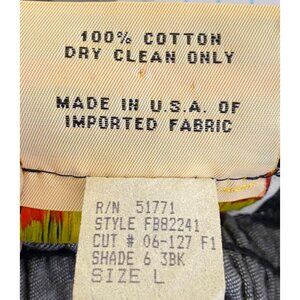 100% COTTON
DRY CLEAN ONLY
MADE IN U.S.A. OF
IMPORTED FABRIC
R/N 51771
STYLE FB82241
CUT # 06-127 F1
SHADE 6 3BK
SIZE L